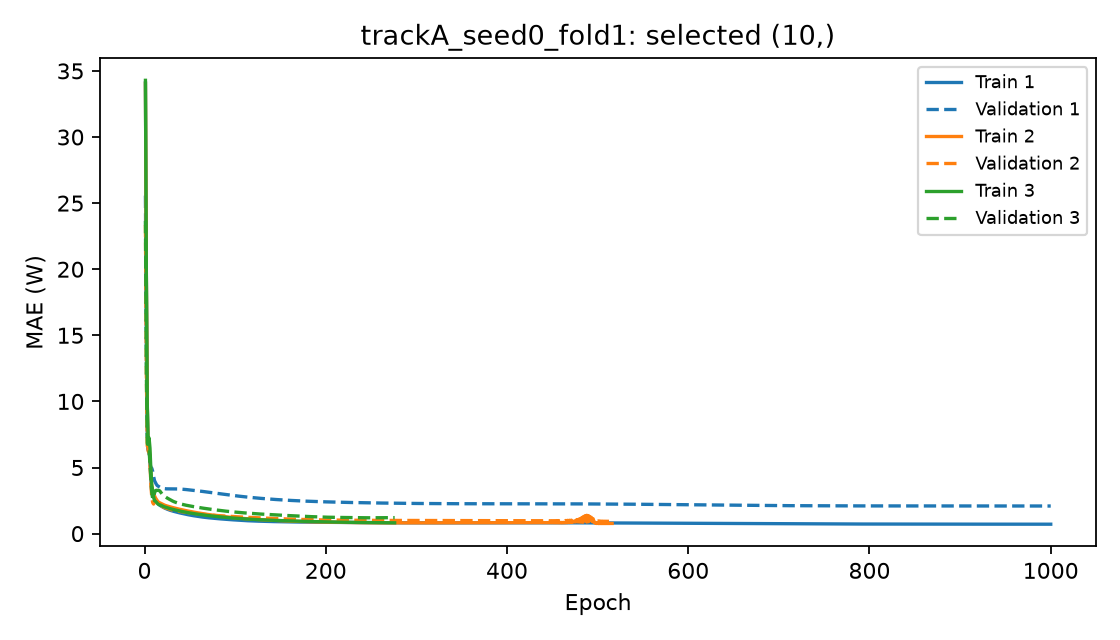 trackA_seed0_fold1: selected (10,)
MAE (W)
35
30
25
20
15
10
5
0
Train 1
Validation 1
Train 2
Validation 2
Train 3
Validation 3
0 200 400 600 800 1000
Epoch